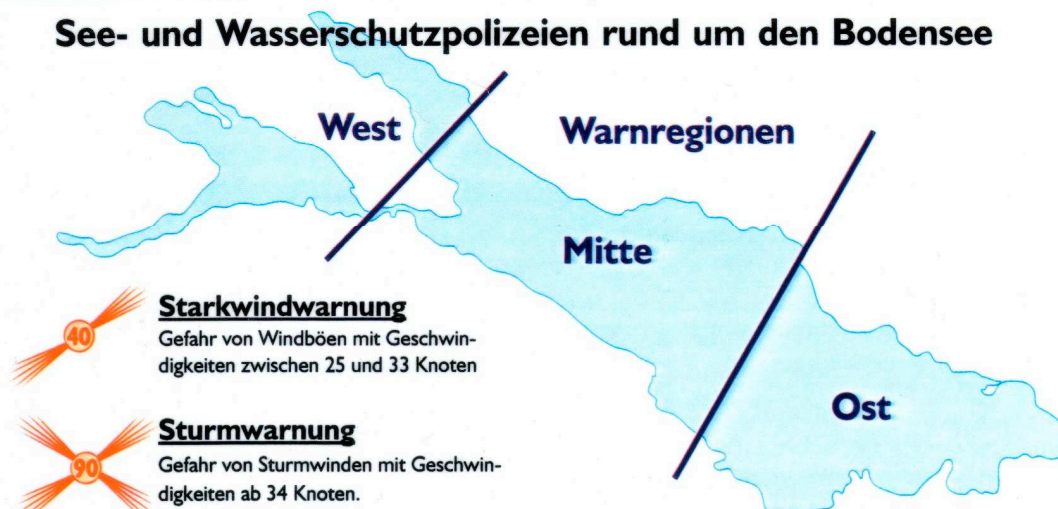 See- und Wasserschutzpolizeien rund um den Bodensee
West
Warnregionen
Mitte
Ost
40
Starkwindwarnung
Gefahr von Windböen mit Geschwin-
digkeiten zwischen 25 und 33 Knoten
90
Sturmwarnung
Gefahr von Sturmwinden mit Geschwin-
digkeiten ab 34 Knoten.